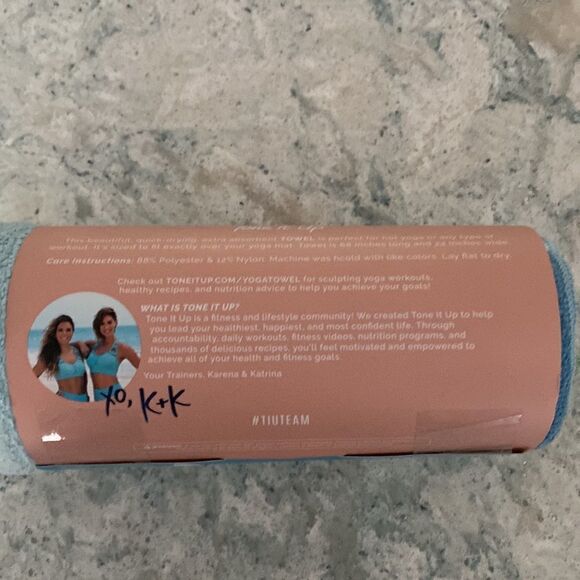 Tone It Up
This beautiful, quick-drying, extra absorbent TOWEL is perfect for hot yoga or any type of
workout. It's sized to fit exactly over your yoga mat. Towel is 68 inches long and 24 inches wide.
Care Instructions: 88% Polyester & 12% Nylon. Machine was hcold with like colors. Lay flat to dry.
Check out TONEITUP.COM/YOGATOWEL for sculpting yoga workouts,
healthy recipes, and nutrition advice to help you achieve your goals!
WHAT IS TONE IT UP?
Tone It Up is a fitness and lifestyle community! We created Tone It Up to help
you lead your healthiest, happiest, and most confident life. Through
accountability, daily workouts, fitness videos, nutrition programs, and
thousands of delicious recipes, you'll feel motivated and empowered to
achieve all of your health and fitness goals.
Your Trainers, Karena & Katrina
XO, K+K
#TIUTEAM